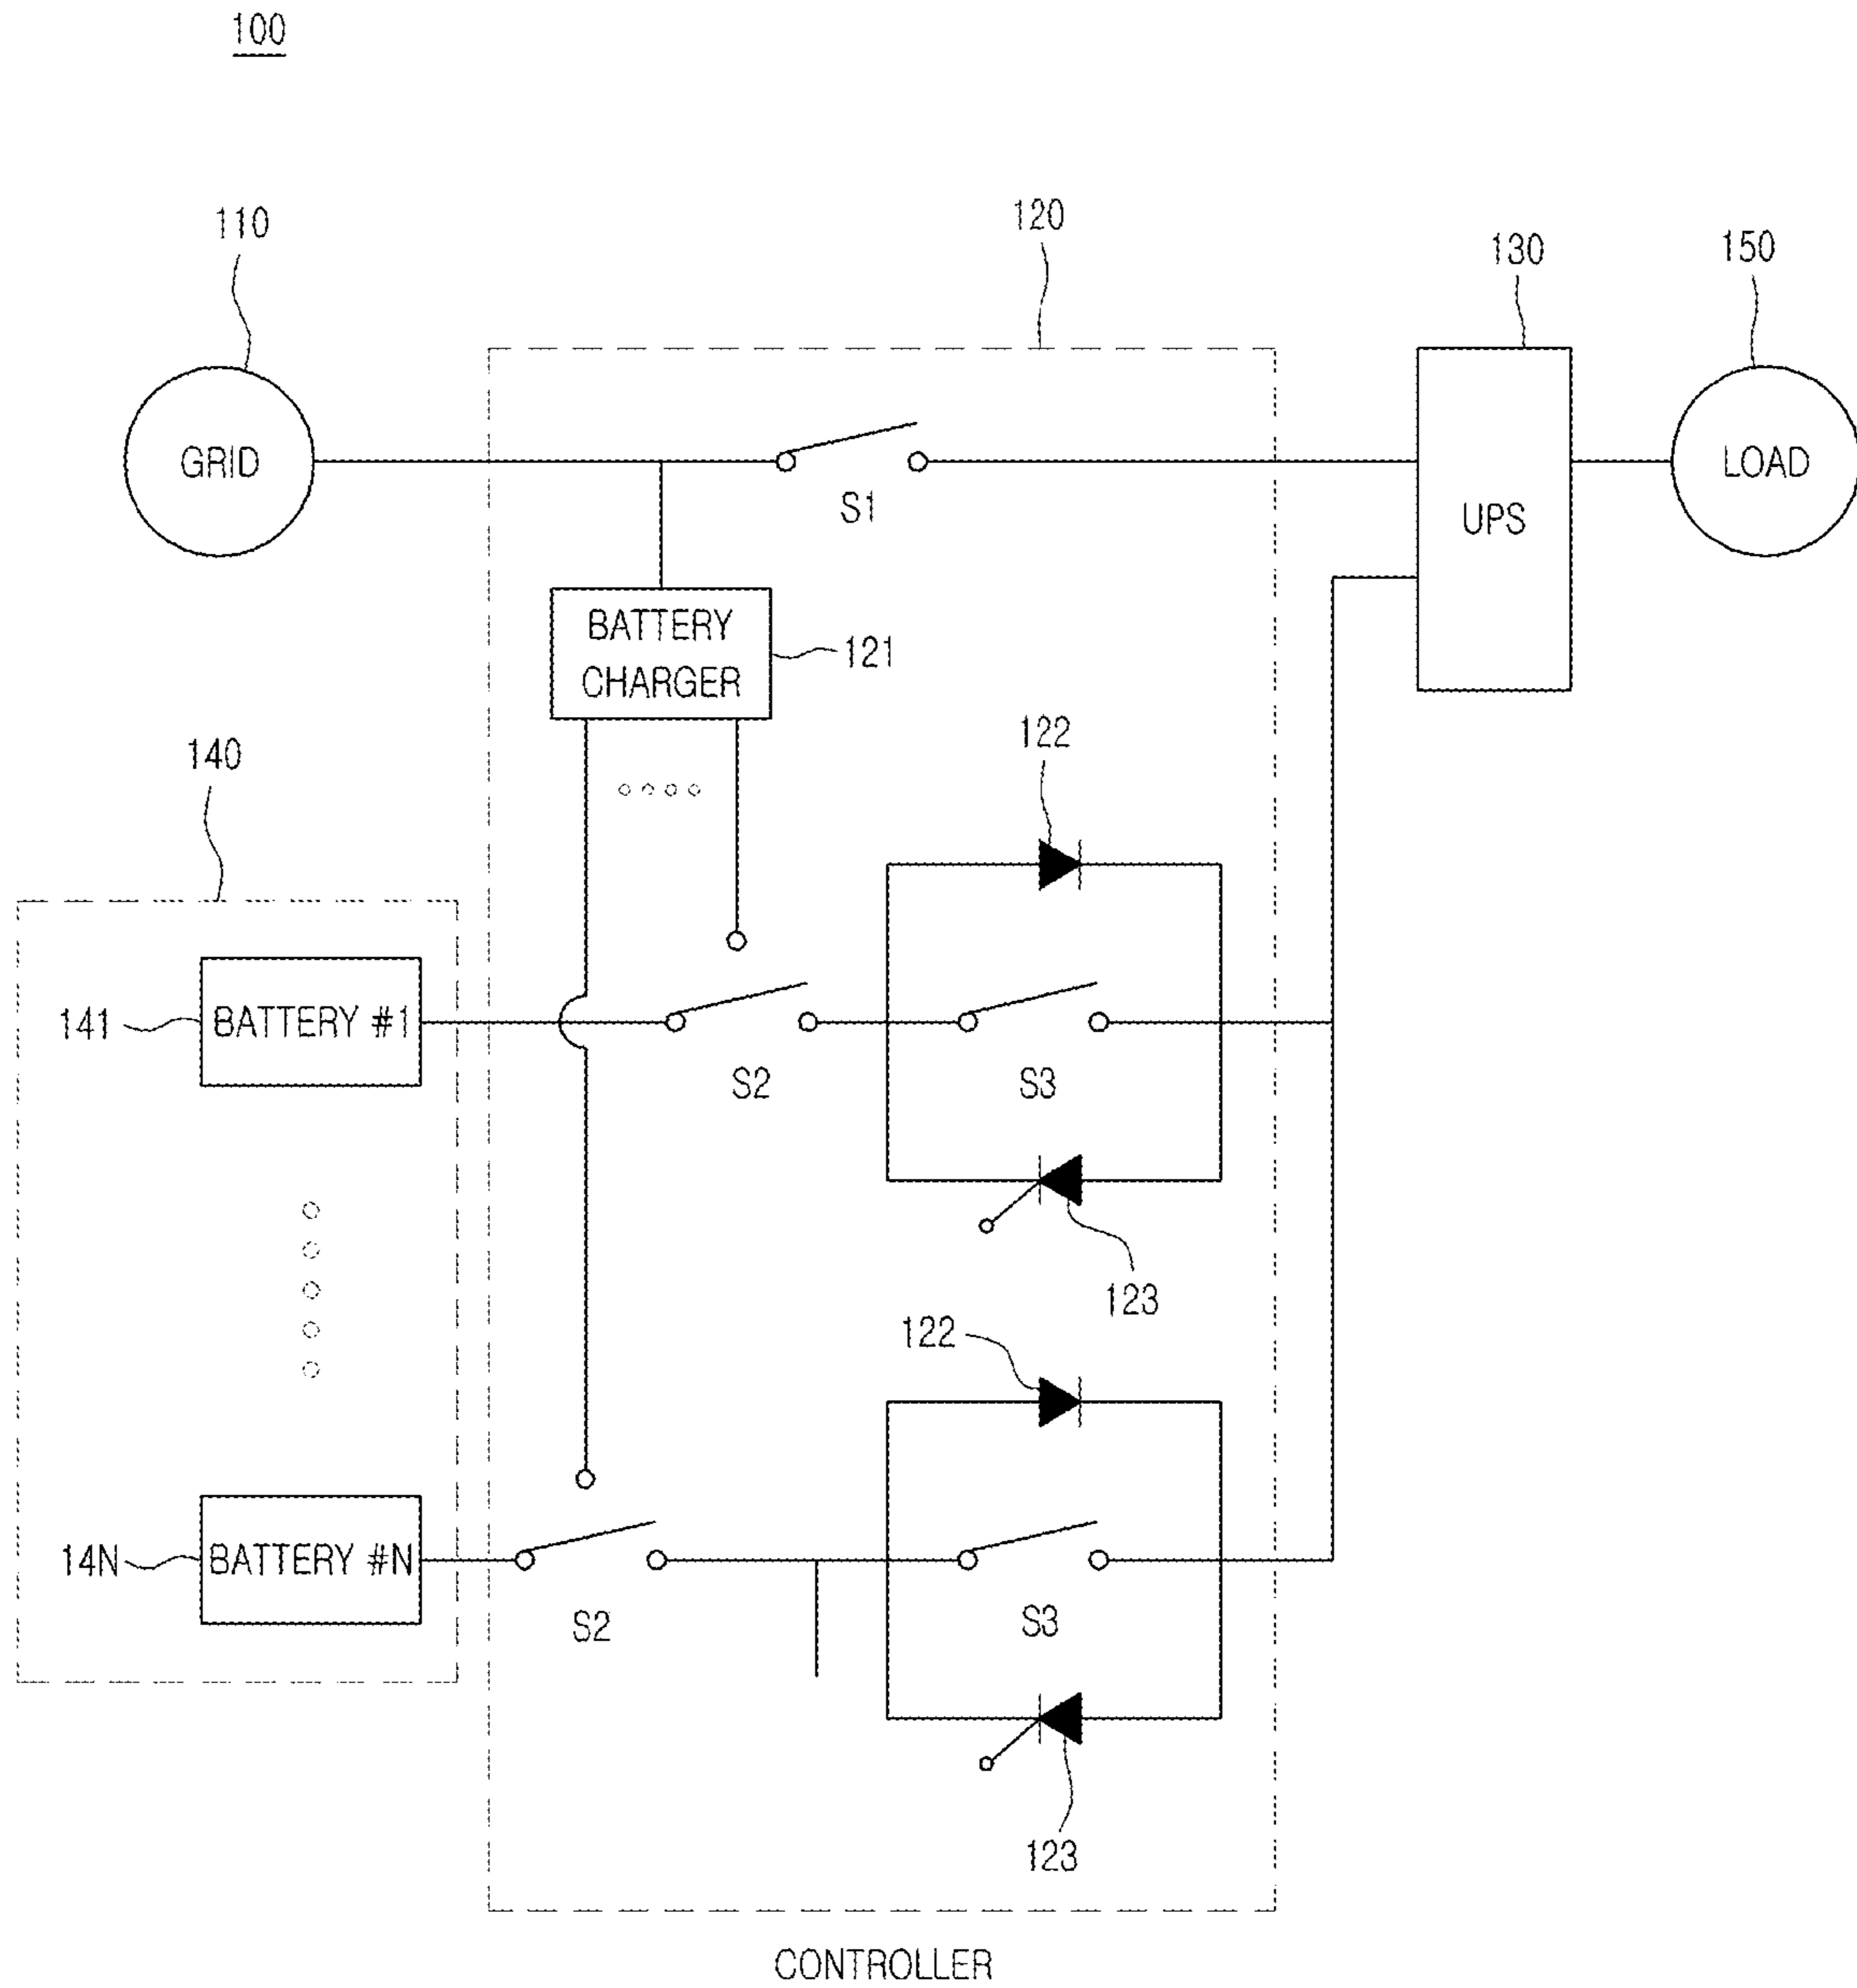 100
110
120
130
150
GRID
S1
UPS
LOAD
BATTERY
CHARGER
121
122
140
141
BATTERY #1
S2
S3
123
122
14N
BATTERY #N
S2
S3
123
CONTROLLER